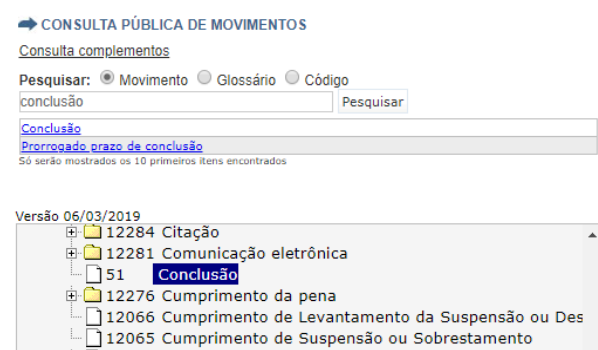 CONSULTA PÚBLICA DE MOVIMENTOS
Consulta complementos
Pesquisar: Movimento Glossário Código
conclusão Pesquisar
Conclusão
Prorrogado prazo de conclusão
Só serão mostrados os 10 primeiros itens encontrados
Versão 06/03/2019
12284 Citação
12281 Comunicação eletrônica
51 Conclusão
12276 Cumprimento da pena
12066 Cumprimento de Levantamento da Suspensão ou Des
12065 Cumprimento de Suspensão ou Sobrestamento